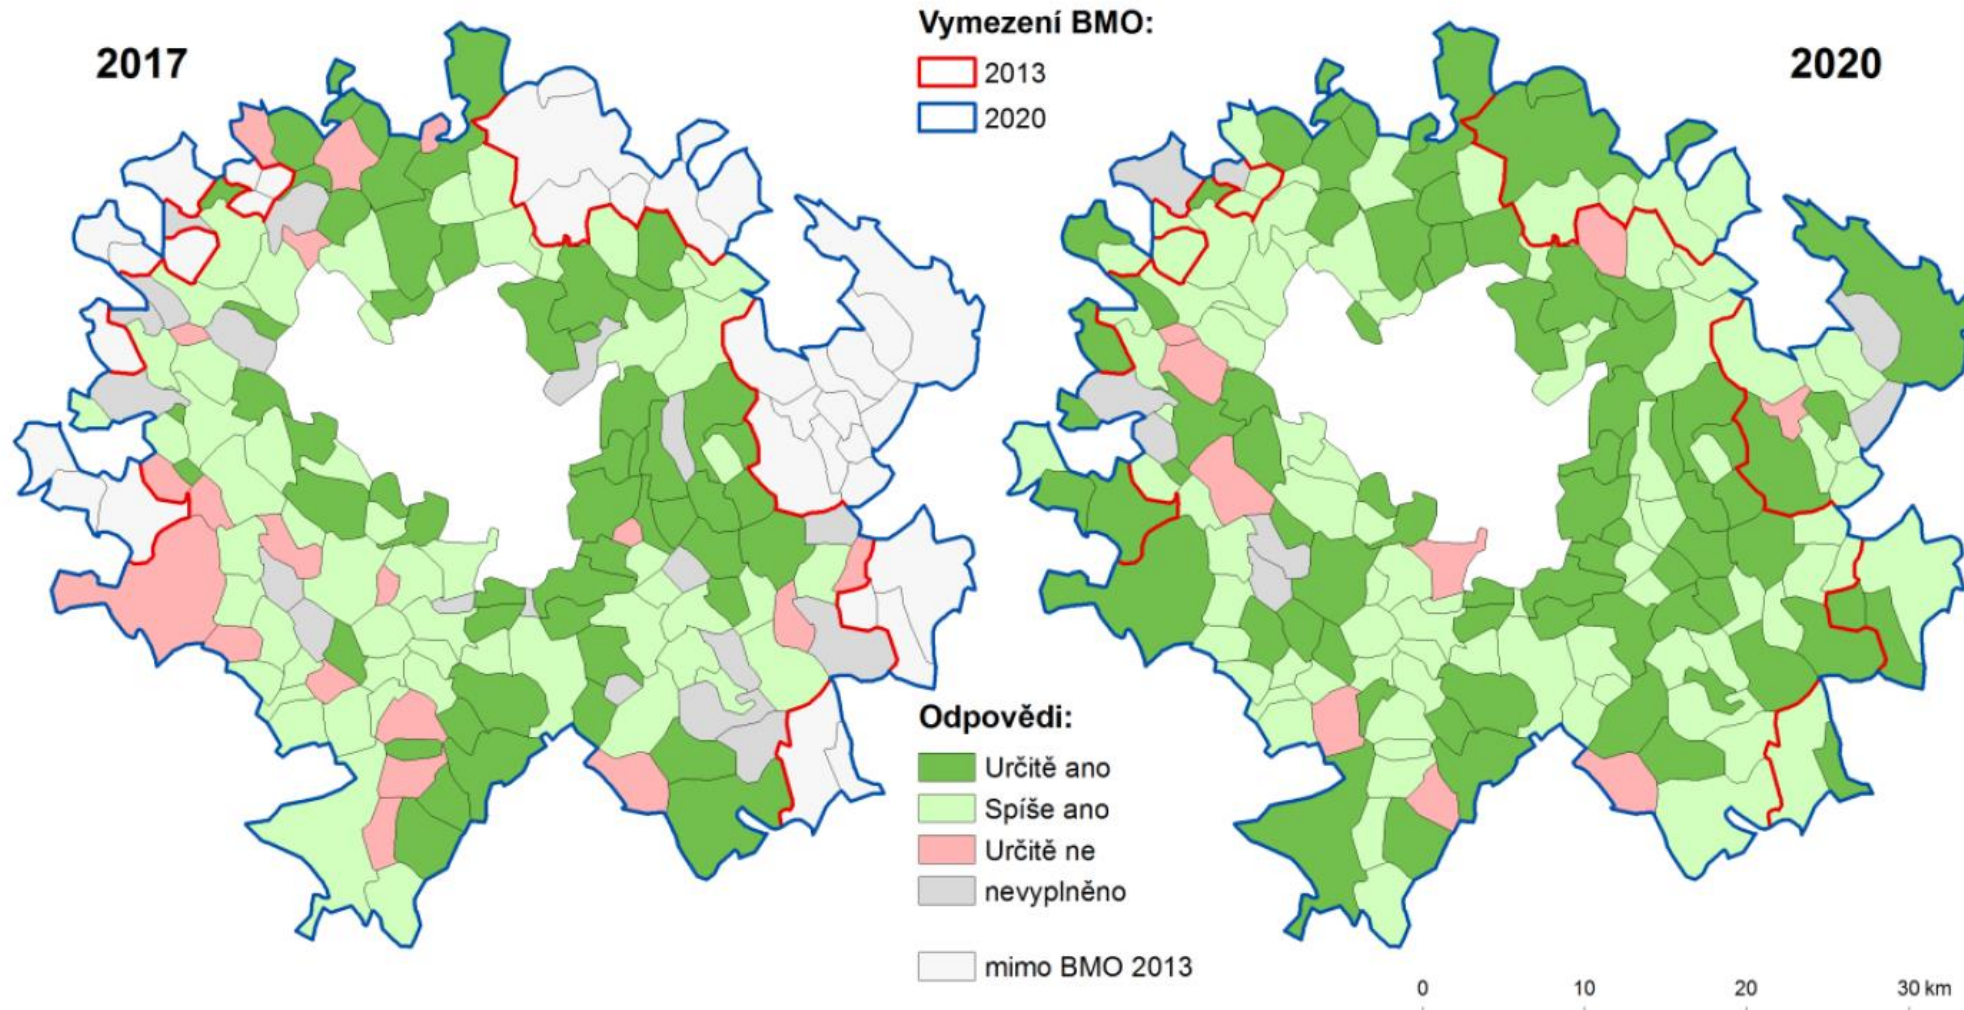 2017
Vymezení BMO:
2013
2020
2020
Odpovědi:
Určitě ano
Spíše ano
Určitě ne
nevyplněno
mimo BMO 2013
0 10 20 30 km